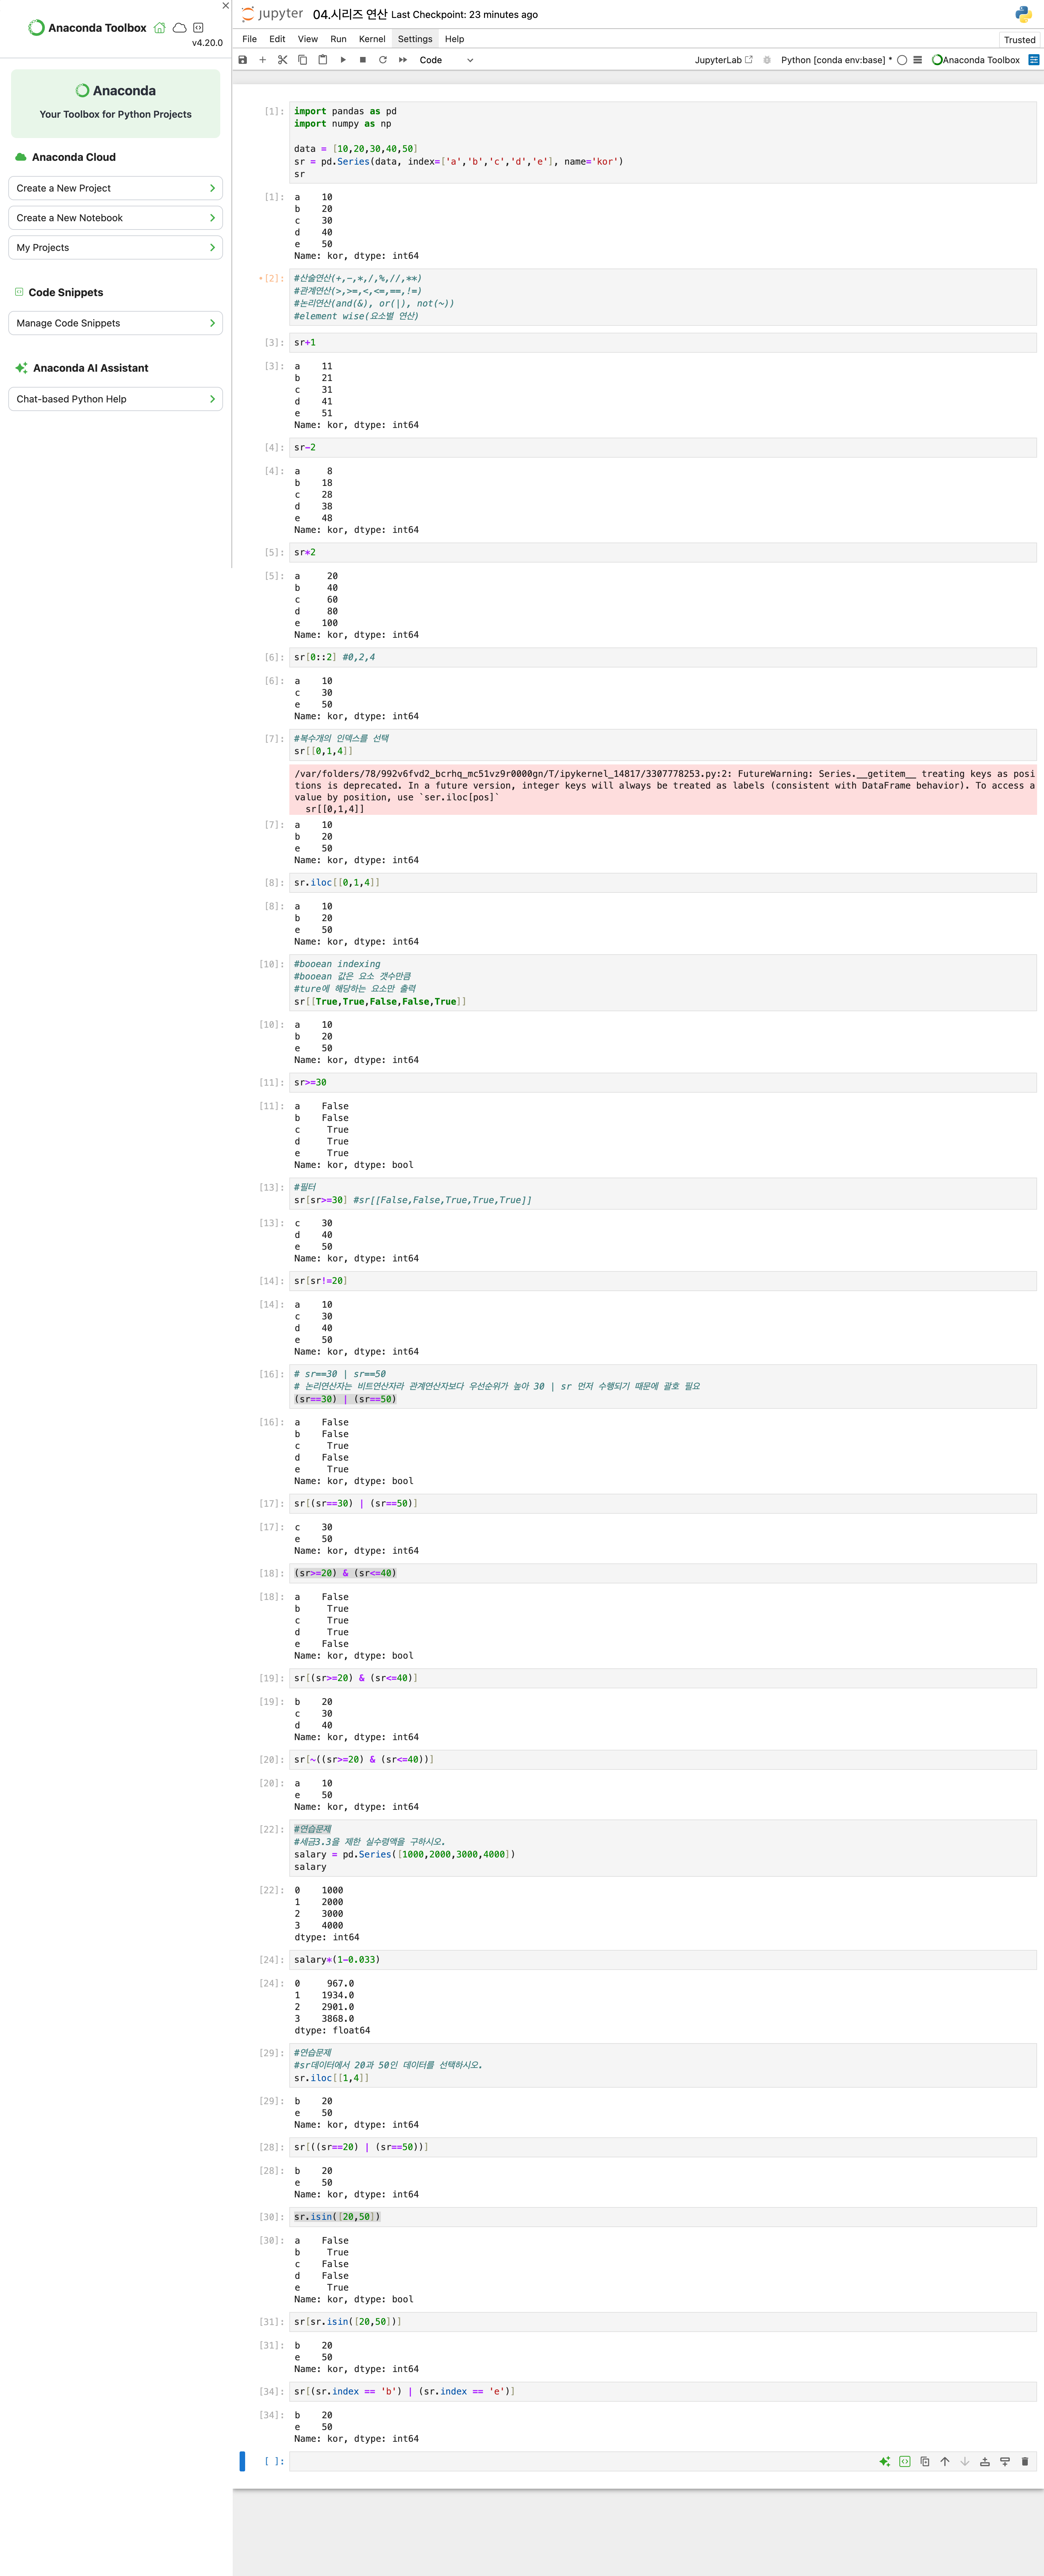 Anaconda Toolbox
v4.20.0
Anaconda
Your Toolbox for Python Projects
Anaconda Cloud
Create a New Project
Create a New Notebook
My Projects
Code Snippets
Manage Code Snippets
Anaconda AI Assistant
Chat-based Python Help
jupyter 04.시리즈 연산 Last Checkpoint: 23 minutes ago
File Edit View Run Kernel Settings Help
Trusted
Code
JupyterLab Python [conda env:base] * Anaconda Toolbox
[1]: import pandas as pd
import numpy as np
data = [10,20,30,40,50]
sr = pd.Series(data, index=['a','b','c','d','e'], name='kor')
sr
[1]: a 10
b 20
c 30
d 40
e 50
Name: kor, dtype: int64
[2]: #산술연산(+,-,*,/,%,//,**)
#관계연산(>,>=,<,<=,==,!=)
#논리연산(and(&), or(|), not(~))
#element wise(요소별 연산)
[3]: sr+1
[3]: a 11
b 21
c 31
d 41
e 51
Name: kor, dtype: int64
[4]: sr-2
[4]: a 8
b 18
c 28
d 38
e 48
Name: kor, dtype: int64
[5]: sr*2
[5]: a 20
b 40
c 60
d 80
e 100
Name: kor, dtype: int64
[6]: sr[0::2] #0,2,4
[6]: a 10
c 30
e 50
Name: kor, dtype: int64
[7]: #복수개의 인덱스를 선택
sr[[0,1,4]]
/var/folders/78/992v6fvd2_bcrhq_mc51vz9r0000gn/T/ipykernel_14817/3307778253.py:2: FutureWarning: Series.__getitem__ treating keys as posi
tions is deprecated. In a future version, integer keys will always be treated as labels (consistent with DataFrame behavior). To access a
value by position, use `ser.iloc[pos]`
sr[[0,1,4]]
[7]: a 10
b 20
e 50
Name: kor, dtype: int64
[8]: sr.iloc[[0,1,4]]
[8]: a 10
b 20
e 50
Name: kor, dtype: int64
[10]: #booean indexing
#booean 값은 요소 갯수만큼
#ture에 해당하는 요소만 출력
sr[[True,True,False,False,True]]
[10]: a 10
b 20
e 50
Name: kor, dtype: int64
[11]: sr>=30
[11]: a False
b False
c True
d True
e True
Name: kor, dtype: bool
[13]: #필터
sr[sr>=30] #sr[[False,False,True,True,True]]
[13]: c 30
d 40
e 50
Name: kor, dtype: int64
[14]: sr[sr!=20]
[14]: a 10
c 30
d 40
e 50
Name: kor, dtype: int64
[16]: # sr==30 | sr==50
# 논리연산자는 비트연산자라 관계연산자보다 우선순위가 높아 30 | sr 먼저 수행되기 때문에 괄호 필요
(sr==30) | (sr==50)
[16]: a False
b False
c True
d False
e True
Name: kor, dtype: bool
[17]: sr[(sr==30) | (sr==50)]
[17]: c 30
e 50
Name: kor, dtype: int64
[18]: (sr>=20) & (sr<=40)
[18]: a False
b True
c True
d True
e False
Name: kor, dtype: bool
[19]: sr[(sr>=20) & (sr<=40)]
[19]: b 20
c 30
d 40
Name: kor, dtype: int64
[20]: sr[~((sr>=20) & (sr<=40))]
[20]: a 10
e 50
Name: kor, dtype: int64
[22]: #연습문제
#세금3.3을 제한 실수령액을 구하시오.
salary = pd.Series([1000,2000,3000,4000])
salary
[22]: 0 1000
1 2000
2 3000
3 4000
dtype: int64
[24]: salary*(1-0.033)
[24]: 0 967.0
1 1934.0
2 2901.0
3 3868.0
dtype: float64
[29]: #연습문제
#sr데이터에서 20과 50인 데이터를 선택하시오.
sr.iloc[[1,4]]
[29]: b 20
e 50
Name: kor, dtype: int64
[28]: sr[((sr==20) | (sr==50))]
[28]: b 20
e 50
Name: kor, dtype: int64
[30]: sr.isin([20,50])
[30]: a False
b True
c False
d False
e True
Name: kor, dtype: bool
[31]: sr[sr.isin([20,50])]
[31]: b 20
e 50
Name: kor, dtype: int64
[34]: sr[(sr.index == 'b') | (sr.index == 'e')]
[34]: b 20
e 50
Name: kor, dtype: int64
[ ]: